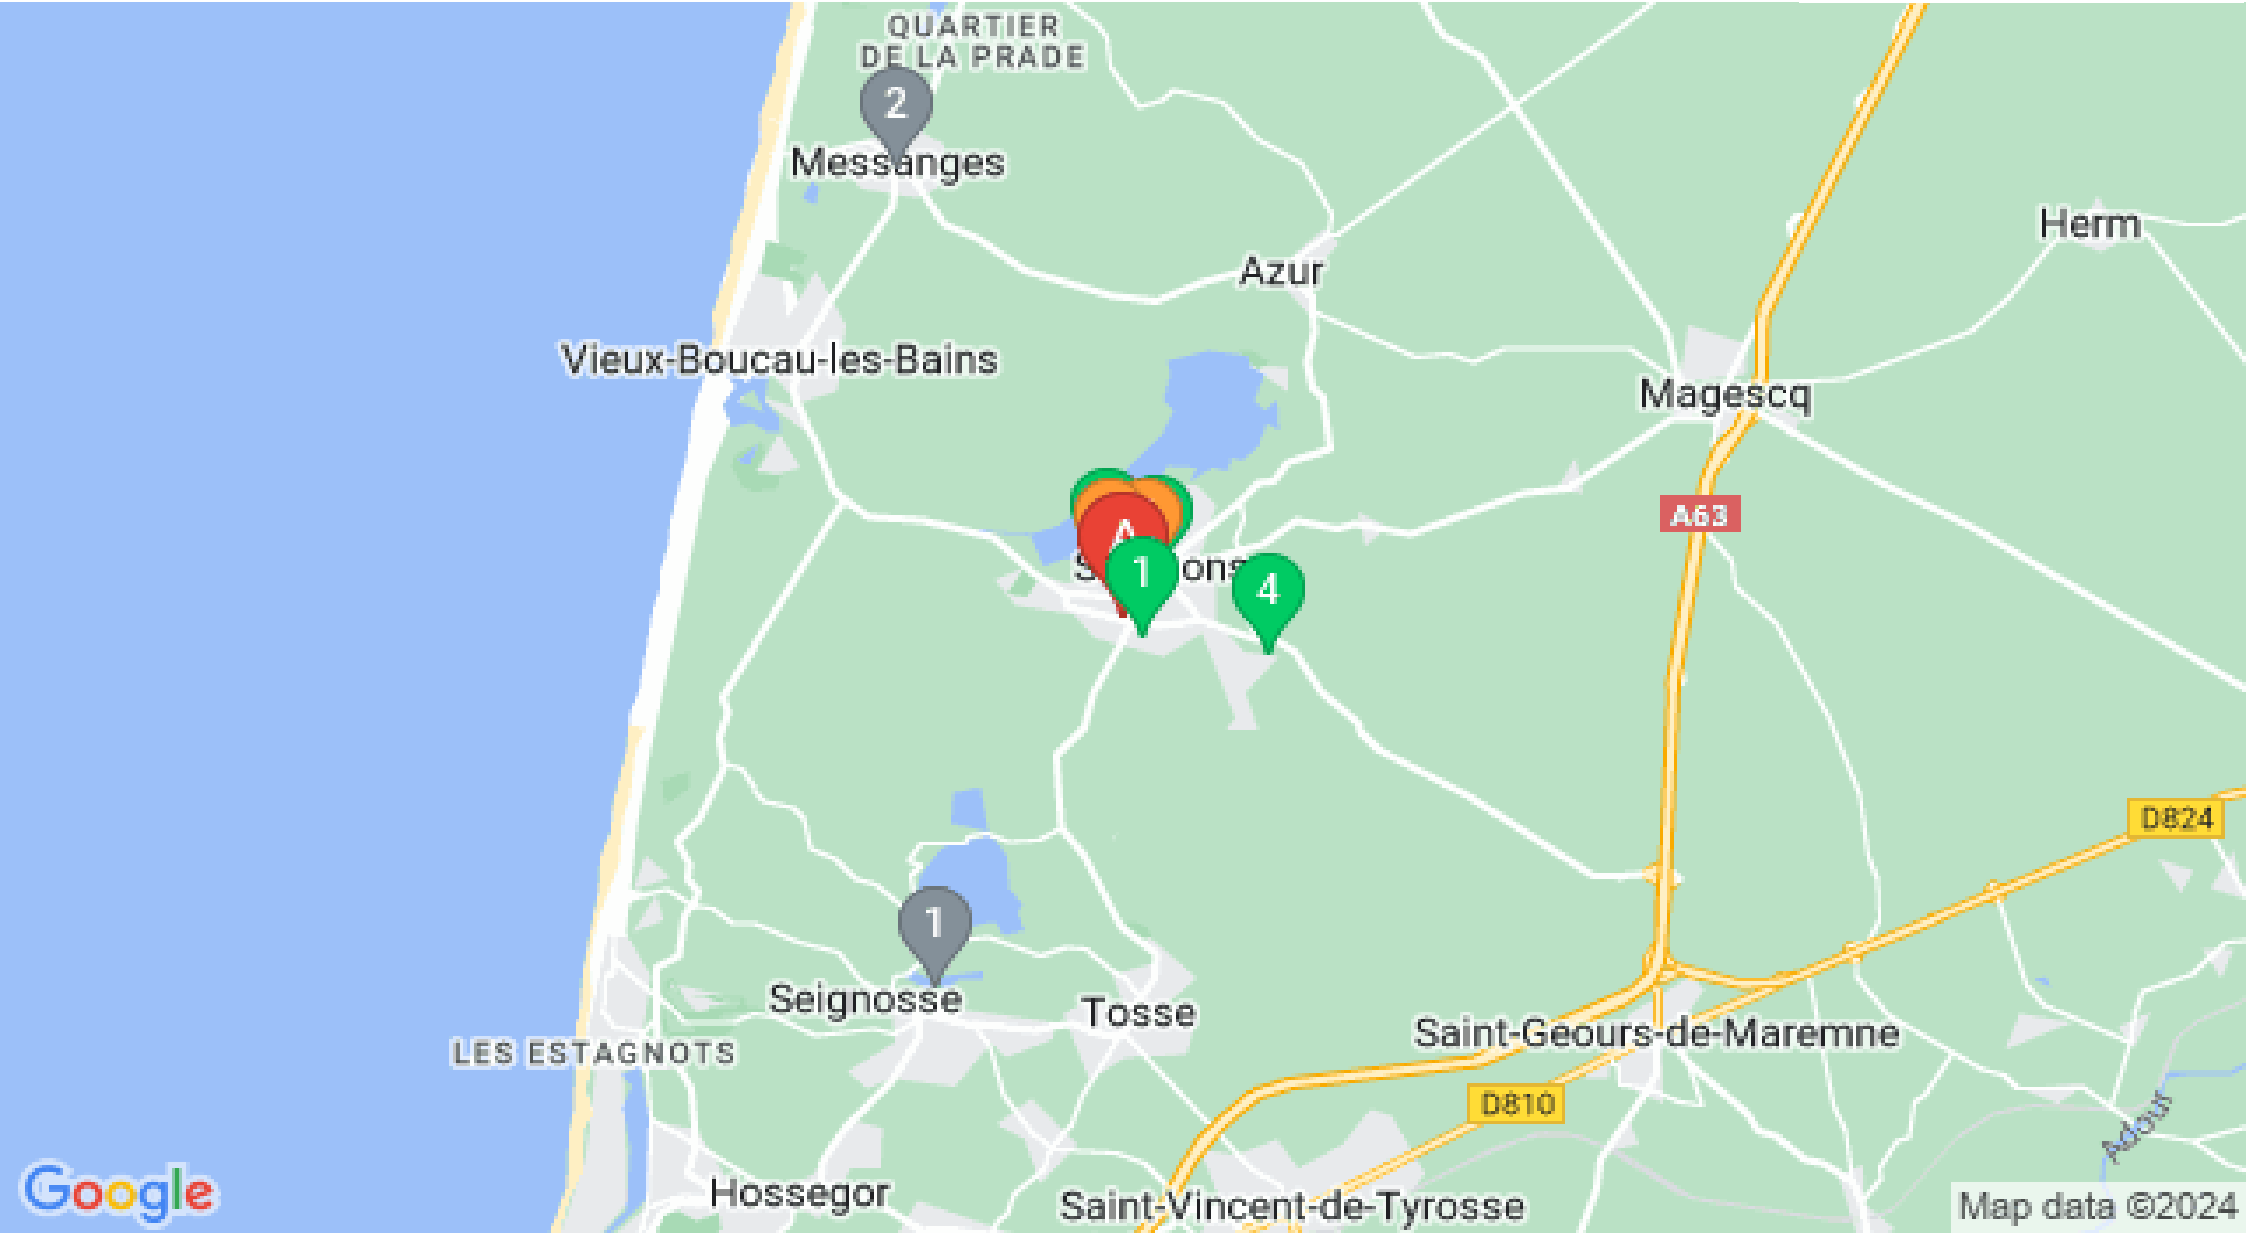 QUARTIER
DE LA PRADE
2
Messanges
Herm
Azur
Vieux-Boucau-les-Bains
Magescq
A63
A
1
4
D824
1
Seignosse
Tosse
Saint-Geours-de-Maremne
LES ESTAGNOTS
D810
Adour
Google
Hossegor
Saint-Vincent-de-Tyrosse
Map data ©2024